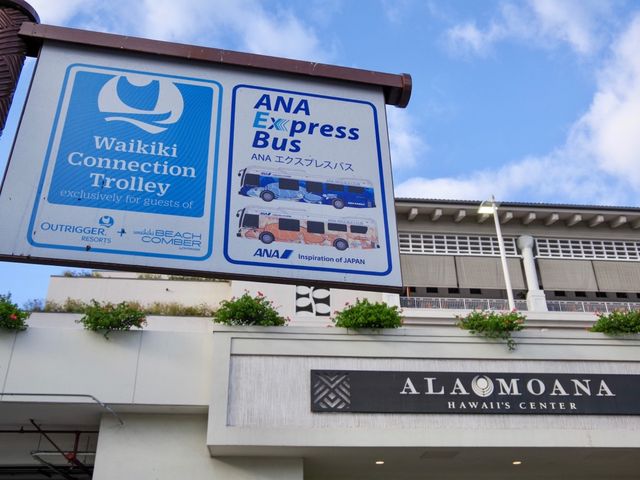 Waikiki
Connection
Trolley
exclusively for guests of
OUTRIGGER.
RESORTS
+
waikiki
BEACH
COMBER
ANA
Express
Bus
ANA エクスプレスバス
ANA Inspiration of JAPAN
ALA MOANA
HAWAII'S CENTER